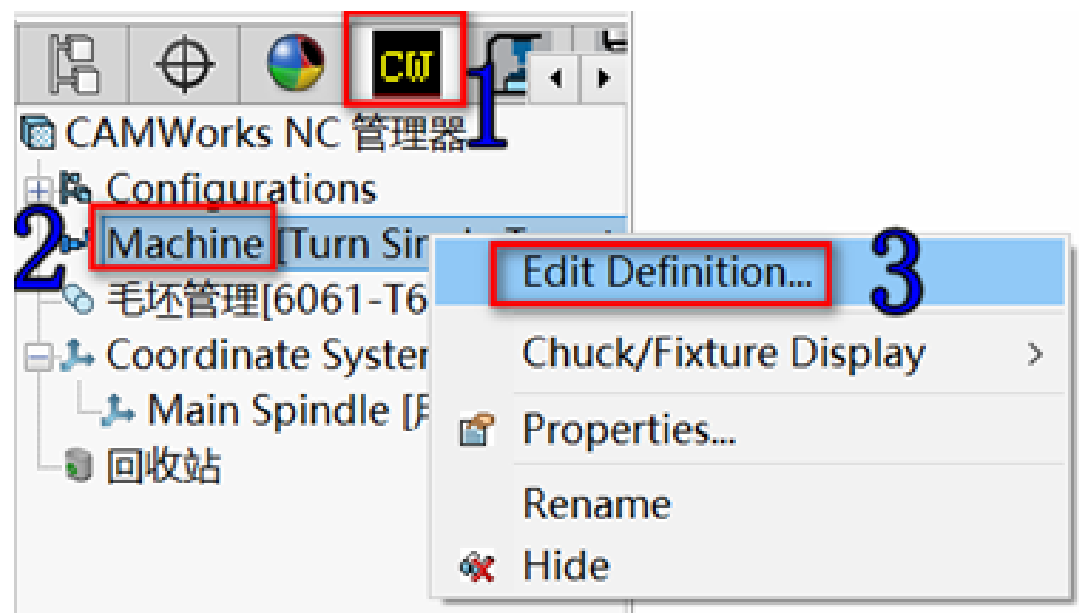 CW
1
CAMWorks NC 管理器
Configurations
2
Machine [Turn Sin
Edit Definition...
3
毛坯管理[6061-T6
Chuck/Fixture Display
Coordinate System
Main Spindle [
Properties...
回收站
Rename
Hide